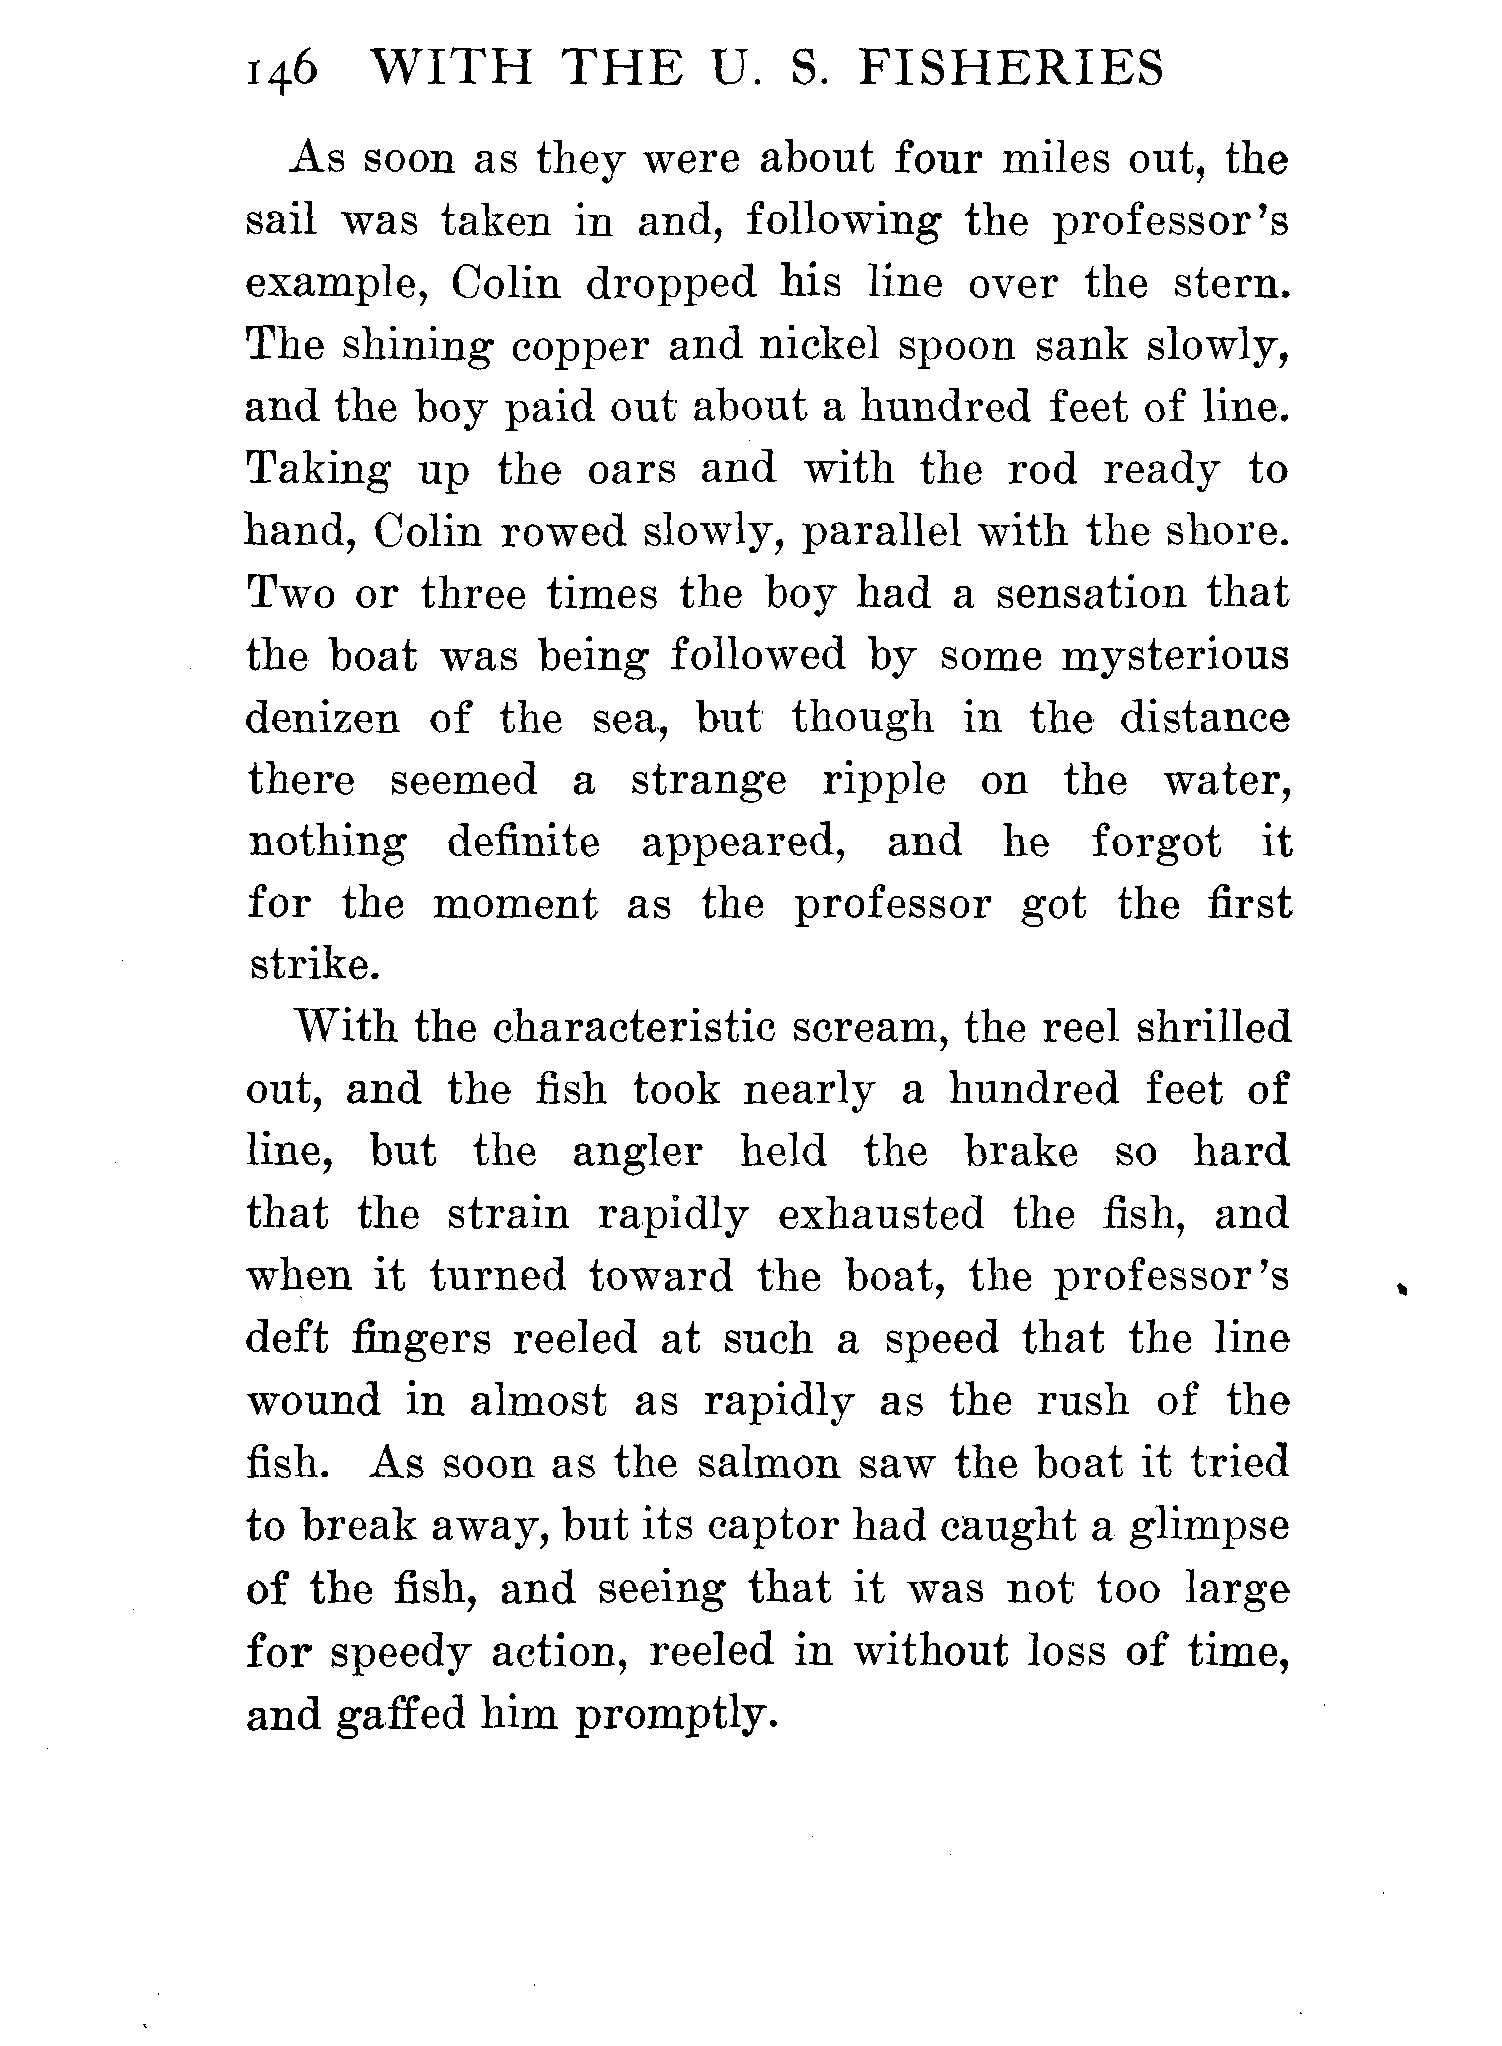 146 WITH THE U. S. FISHERIES
As soon as they were about four miles out, the
sail was taken in and, following the professor's
example, Colin dropped his line over the stern.
The shining copper and nickel spoon sank slowly,
and the boy paid out about a hundred feet of line.
Taking up the oars and with the rod ready to
hand, Colin rowed slowly, parallel with the shore.
Two or three times the boy had a sensation that
the boat was being followed by some mysterious
denizen of the sea, but though in the distance
there seemed a strange ripple on the water,
nothing definite appeared, and he forgot it
for the moment as the professor got the first
strike.
With the characteristic scream, the reel shrilled
out, and the fish took nearly a hundred feet of
line, but the angler held the brake so hard
that the strain rapidly exhausted the fish, and
when it turned toward the boat, the professor's
deft fingers reeled at such a speed that the line
wound in almost as rapidly as the rush of the
fish. As soon as the salmon saw the boat it tried
to break away, but its captor had caught a glimpse
of the fish, and seeing that it was not too large
for speedy action, reeled in without loss of time,
and gaffed him promptly.